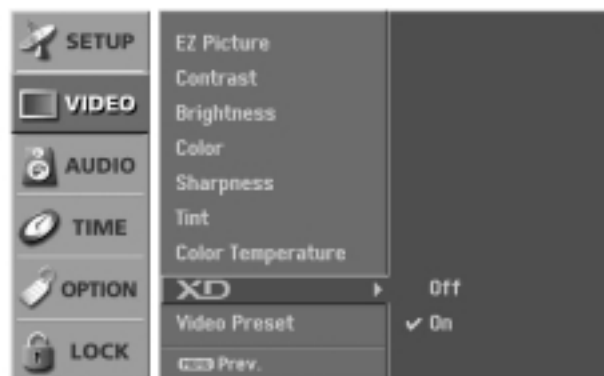 SETUP
VIDEO
AUDIO
TIME
OPTION
LOCK
EZ Picture
Contrast
Brightness
Color
Sharpness
Tint
Color Temperature
XD
Video Preset
Prev.
Off
On